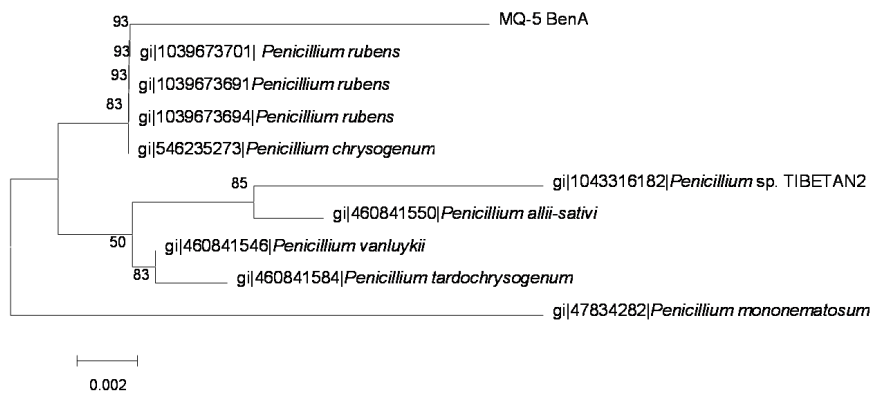 93
MQ-5 BenA
93
gi|1039673701| Penicillium rubens
93
gi|1039673691Penicillium rubens
83
gi|1039673694|Penicillium rubens
gi|546235273|Penicillium chrysogenum
85
gi|1043316182|Penicillium sp. TIBETAN2
gi|460841550|Penicillium allii-sativi
50
gi|460841546|Penicillium vanluykii
83
gi|460841584|Penicillium tardochrysogenum
gi|47834282|Penicillium mononematosum
0.002